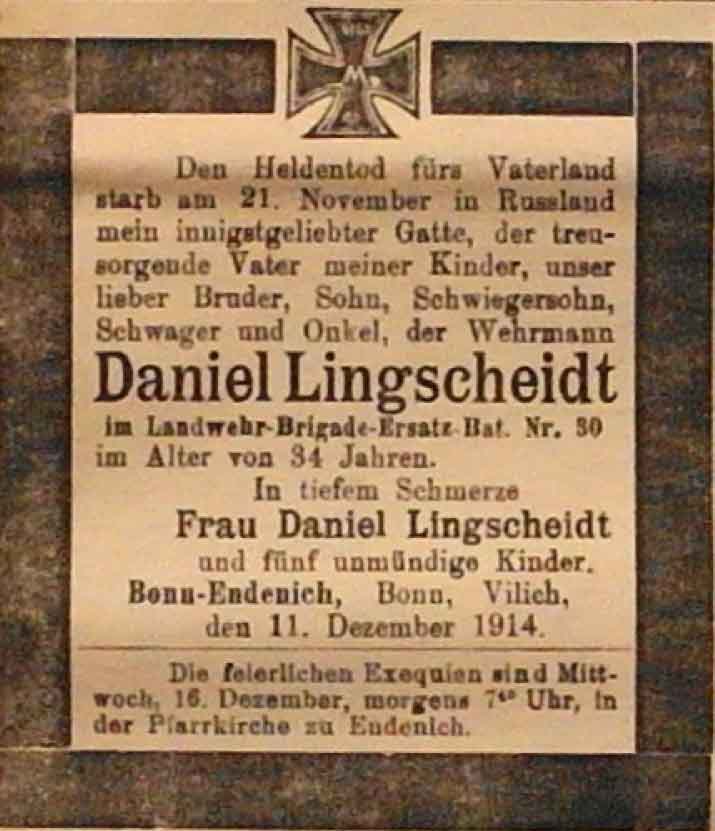 Den Heldentod fürs Vaterland
starb am 21. November in Russland
mein innigstgeliebter Gatte, der treu-
sorgende Vater meiner Kinder, unser
lieber Bruder, Sohn, Schwiegersohn,
Schwager und Onkel, der Wehrmann
Daniel Lingscheidt
im Landwehr-Brigade-Ersatz-Bat. Nr. 30
im Alter von 34 Jahren.
In tiefem Schmerze
Frau Daniel Lingscheidt
und fünf unmündige Kinder.
Bonn-Endenich, Bonn, Vilich,
den 11. Dezember 1914.
Die feierlichen Exequien sind Mitt-
woch, 16. Dezember, morgens 7⁴⁰ Uhr, in
der Pfarrkirche zu Endenich.